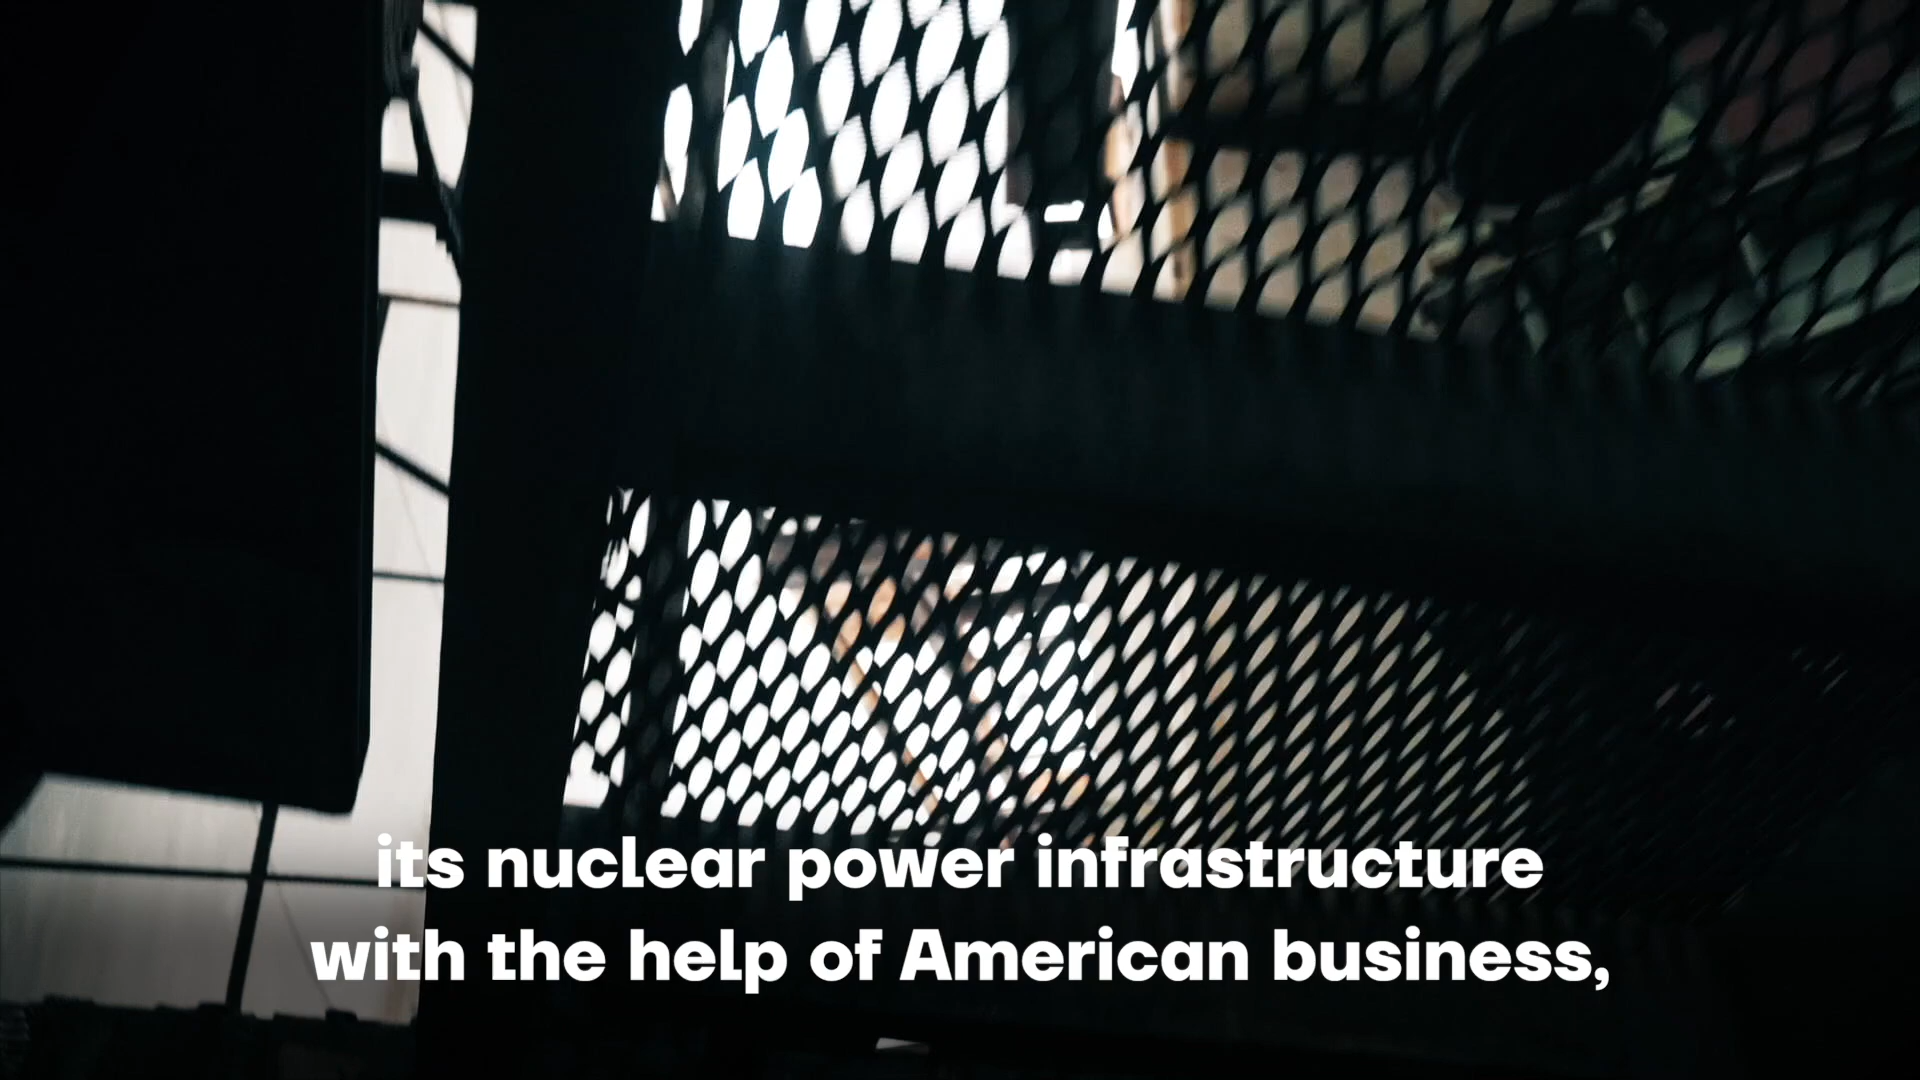 its nuclear power infrastructure
with the help of American business,